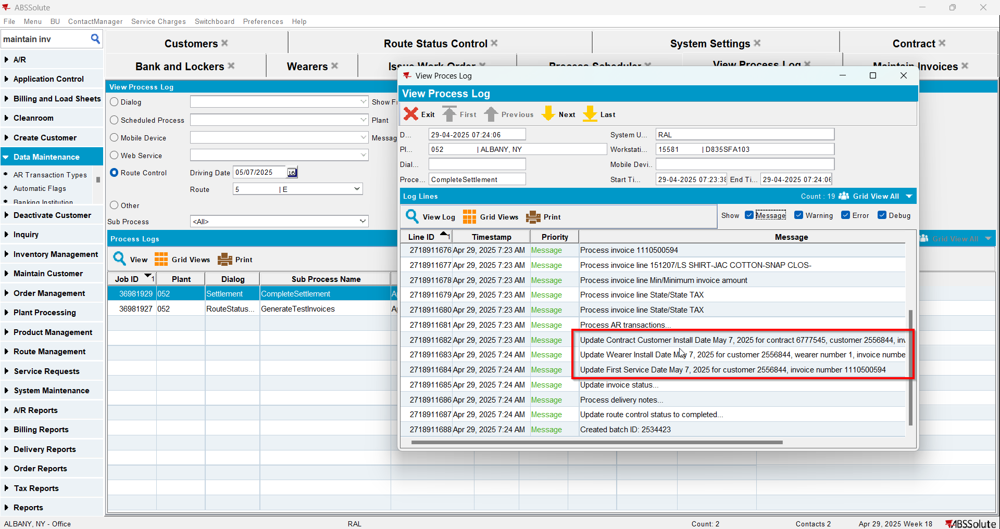 ABSSolute
File Menu BU ContactManager Service Charges Switchboard Preferences Help
maintain inv
Customers Route Status Control System Settings Contract
Bank and Lockers Wearers Issue Work Order Process Scheduler View Process Log Maintain Invoices
A/R
Application Control
Billing and Load Sheets
Cleanroom
Create Customer
Data Maintenance
AR Transaction Types
Automatic Flags
Banking Institution
Deactivate Customer
Inquiry
Inventory Management
Maintain Customer
Order Management
Plant Processing
Product Management
Route Management
Service Requests
System Maintenance
A/R Reports
Billing Reports
Delivery Reports
Order Reports
Tax Reports
Reports
View Process Log
Dialog Show F
Scheduled Process Plant
Mobile Device Messag
Web Service
Route Control Driving Date 05/07/2025 16
Route 5 | E
Other
Sub Process <All>
Process Logs Grid View All
View Grid Views Print
Job ID 1 Plant Dialog Sub Process Name
36981929 052 Settlement CompleteSettlement A
36981927 052 RouteStatus... GenerateTestInvoices A
View Proces Log
View Process Log
Exit First Previous Next Last
D... 29-04-2025 07:24:06 System U... RAL
Pl... 052 | ALBANY, NY Workstati... 15581 | D835SFA103
Dial... Mobile Devi..
Proce... CompleteSettlement Start Ti... 29-04-2025 07:23:38 End Ti... 29-04-2025 07:24:06
Log Lines Count : 19 Grid View All
View Log Grid Views Print Show Message Warning Error Debug
Line ID 1 Timestamp Priority Message
2718911676 Apr 29, 2025 7:23 AM Message Process invoice 1110500594
2718911677 Apr 29, 2025 7:23 AM Message Process invoice line 151207/LS SHIRT-JAC COTTON-SNAP CLOS-
2718911678 Apr 29, 2025 7:23 AM Message Process invoice line Min/Minimum invoice amount
2718911679 Apr 29, 2025 7:23 AM Message Process invoice line State/State TAX
2718911680 Apr 29, 2025 7:23 AM Message Process invoice line State/State TAX
2718911681 Apr 29, 2025 7:23 AM Message Process AR transactions...
2718911682 Apr 29, 2025 7:23 AM Message Update Contract Customer Install Date May 7, 2025 for contract 6777545, customer 2556844, inv
2718911683 Apr 29, 2025 7:24 AM Message Update Wearer Install Date May 7, 2025 for customer 2556844, wearer number 1, invoice numbe
2718911684 Apr 29, 2025 7:24 AM Message Update First Service Date May 7, 2025 for customer 2556844, invoice number 1110500594
2718911685 Apr 29, 2025 7:24 AM Message Update invoice status...
2718911686 Apr 29, 2025 7:24 AM Message Process delivery notes...
2718911687 Apr 29, 2025 7:24 AM Message Update route control status to completed...
2718911688 Apr 29, 2025 7:24 AM Message Created batch ID: 2534423
ALBANY, NY - Office RAL Count: 2 Contacts 2 Apr 29, 2025 Week 18 ABSSolute